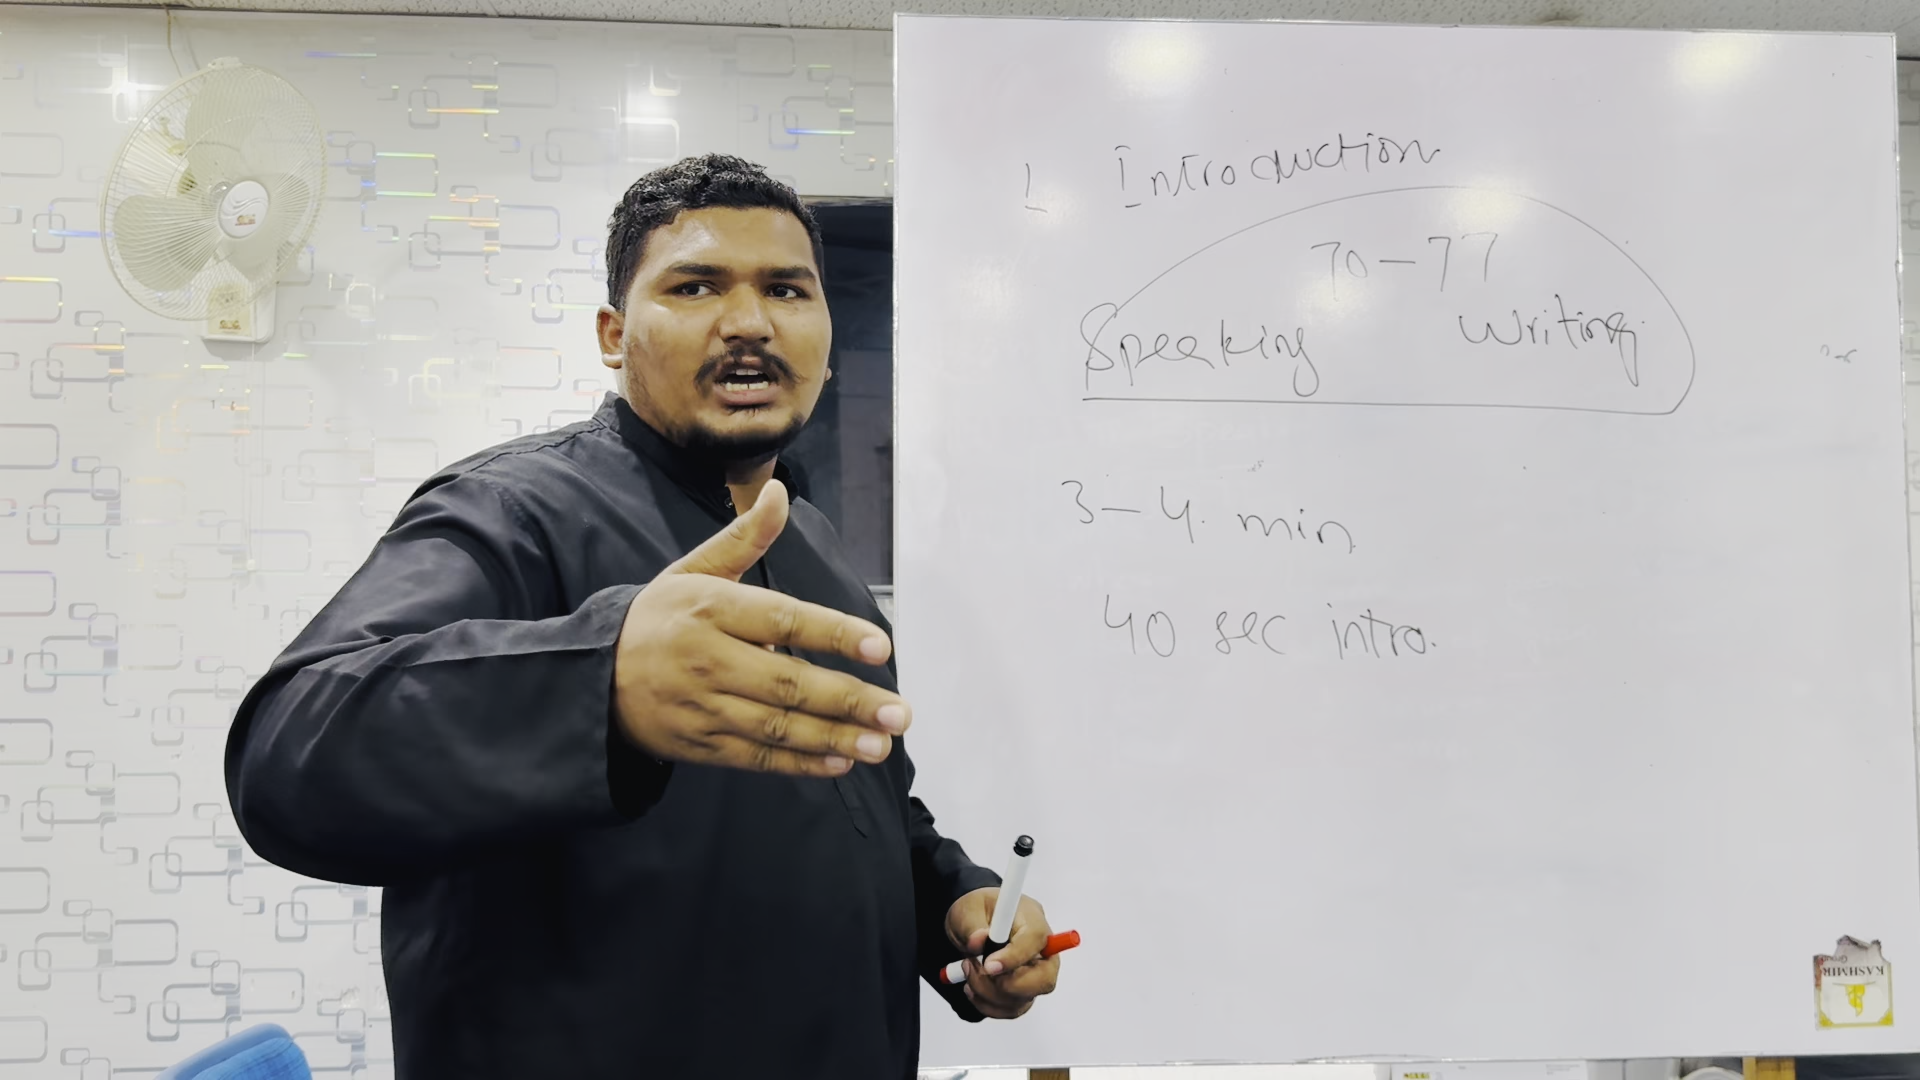 1 Introduction
70-77
Speaking Writing
3-4 min
40 sec intro.
KASHMIR